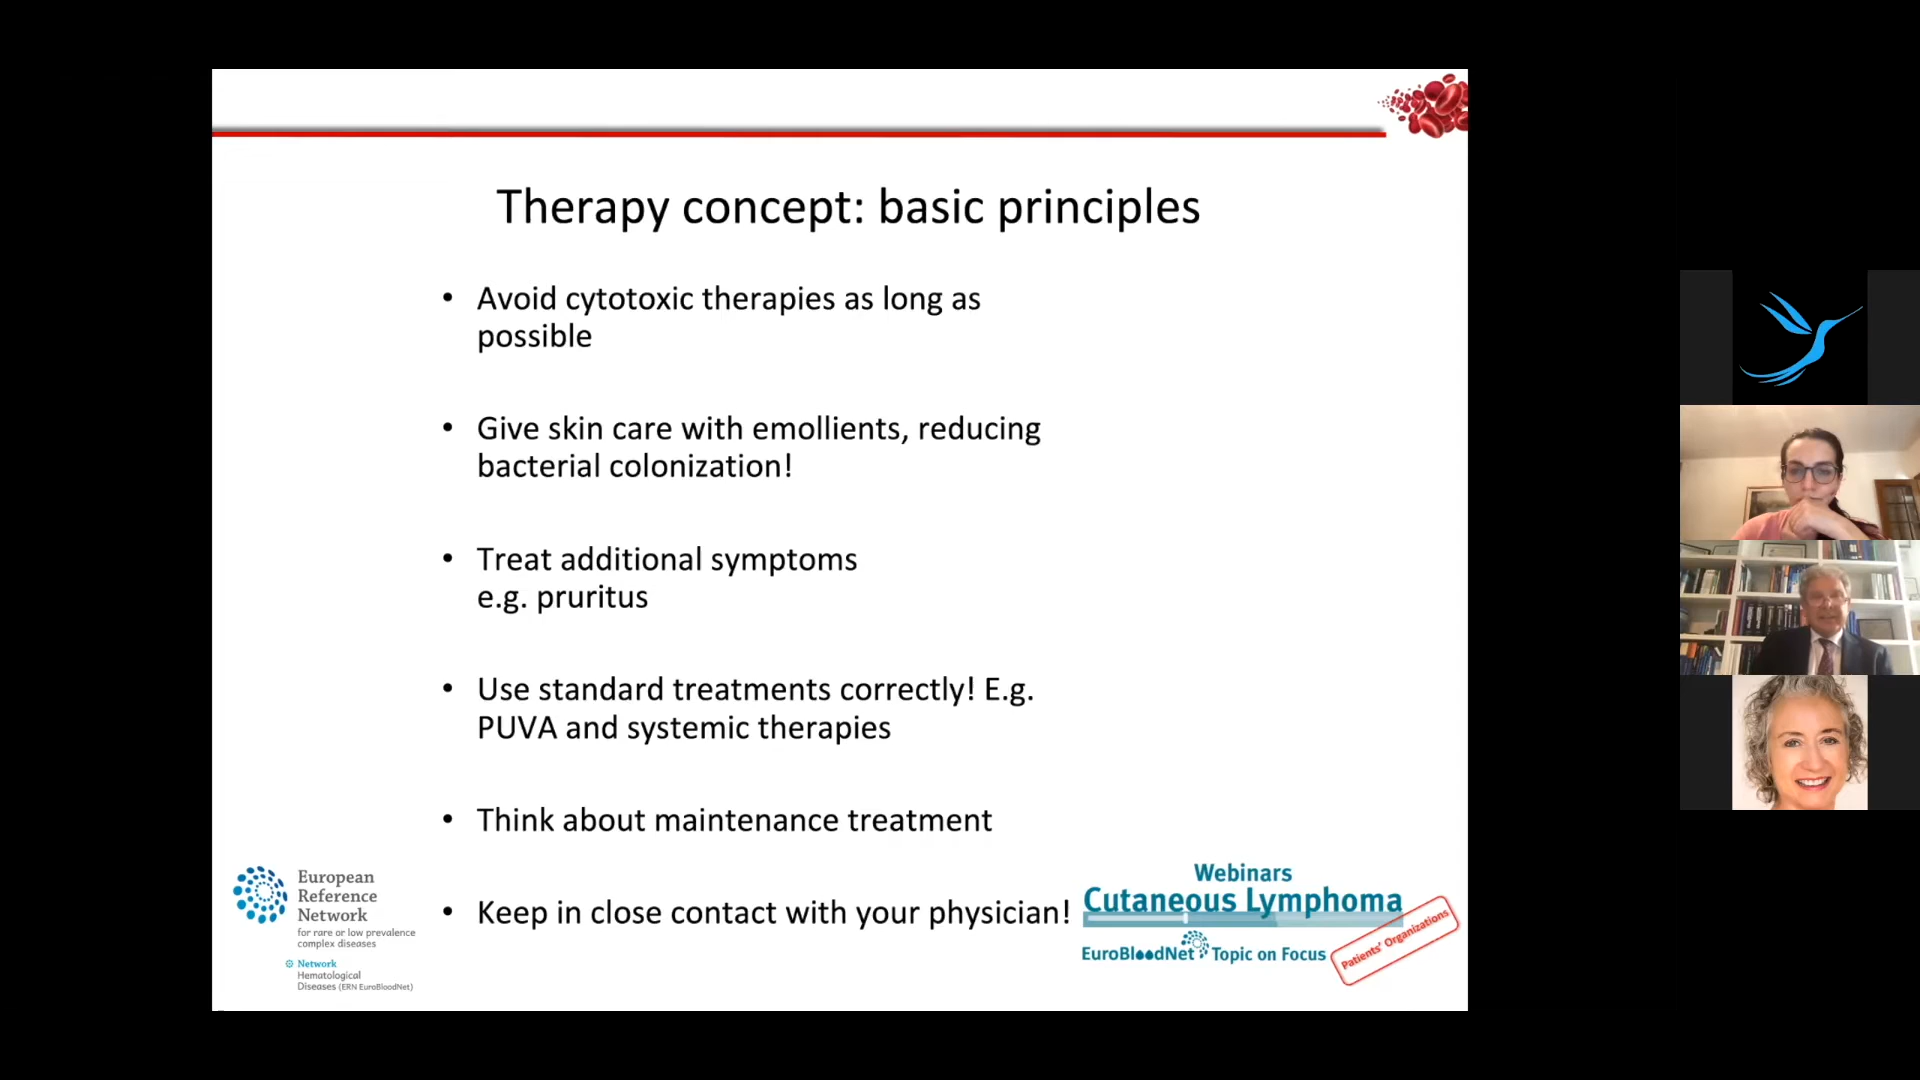 Therapy concept: basic principles
• Avoid cytotoxic therapies as long as
possible
• Give skin care with emollients, reducing
bacterial colonization!
• Treat additional symptoms
e.g. pruritus
• Use standard treatments correctly! E.g.
PUVA and systemic therapies
• Think about maintenance treatment
• Keep in close contact with your physician!
European
Reference
Network
for rare or low prevalence
complex diseases
Network
Hematological
Diseases (ERN EuroBloodNet)
Webinars
Cutaneous Lymphoma
EuroBloodNet Topic on Focus
Patients' Organizations